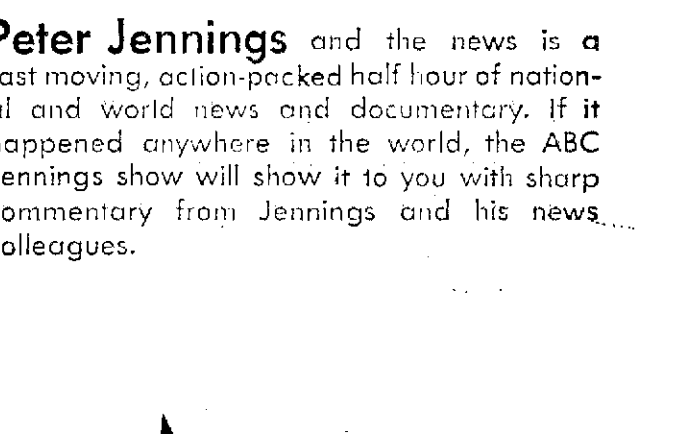 Peter Jennings and the news is a
ast moving, action-packed half hour of nation-
l and world news and documentary. If it
appened anywhere in the world, the ABC
ennings show will show it to you with sharp
ommentary from Jennings and his news
olleagues.